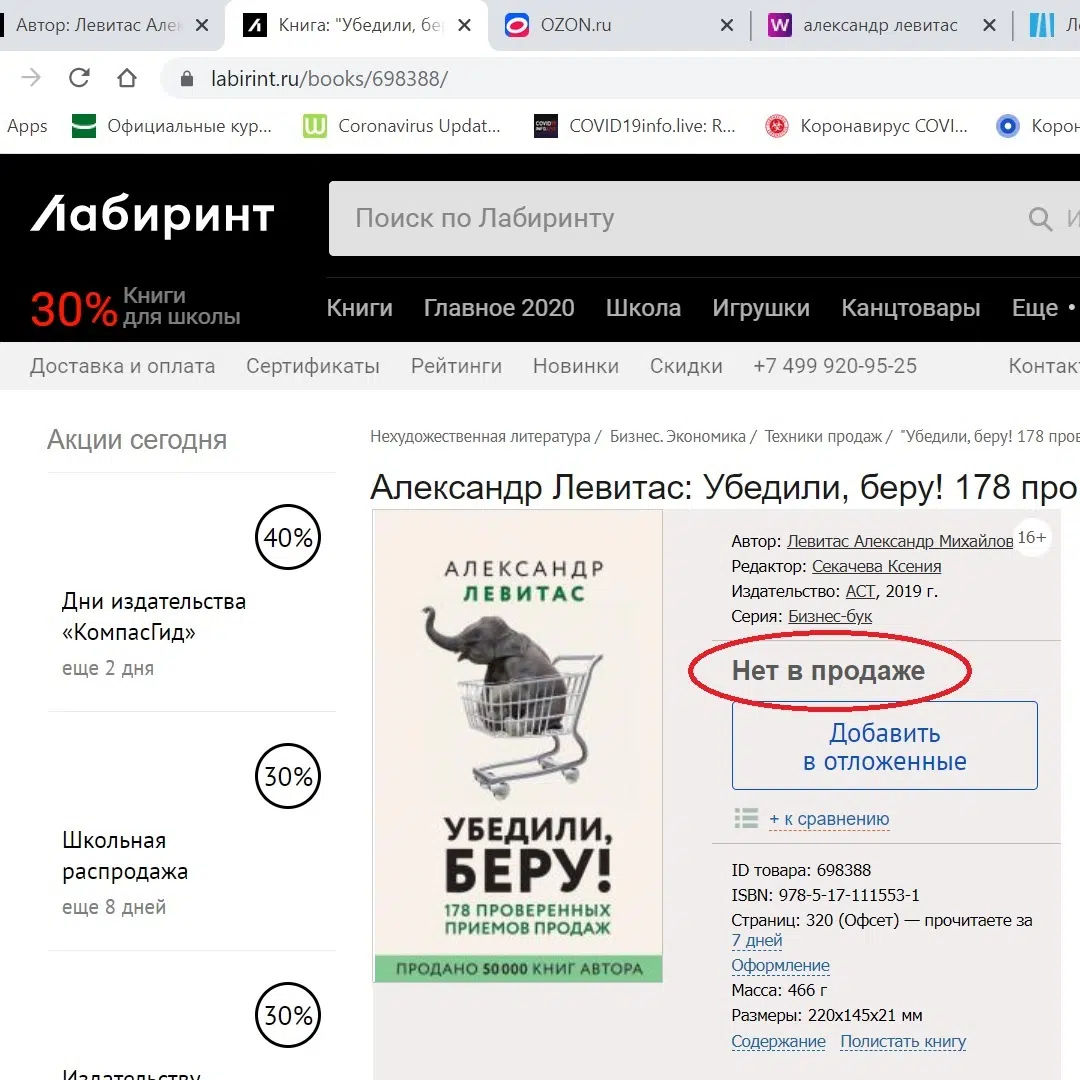 Автор: Левитас Але
Книга: "Убедили, бе
OZON.ru
александр левитас
labirint.ru/books/698388/
Apps
Официальные кур...
Coronavirus Updat...
COVID19info.live: R...
Коронавирус COVI...
Корон
Лабиринт
Поиск по Лабиринту
30% Книги
для школы
Книги
Главное 2020
Школа
Игрушки
Канцтовары
Еще •
Доставка и оплата
Сертификаты
Рейтинги
Новинки
Скидки
+7 499 920-95-25
Контак
Акции сегодня
40%
Дни издательства
«КомпасГид»
еще 2 дня
30%
Школьная
распродажа
еще 8 дней
30%
Издательству
Нехудожественная литература / Бизнес. Экономика / Техники продаж / "Убедили, беру! 178 пров
Александр Левитас: Убедили, беру! 178 про
АЛЕКСАНДР
ЛЕВИТАС
УБЕДИЛИ,
БЕРУ!
178 ПРОВЕРЕННЫХ
ПРИЕМОВ ПРОДАЖ
ПРОДАНО 50000 КНИГ АВТОРА
16+
Автор: Левитас Александр Михайлов
Редактор: Секачева Ксения
Издательство: АСТ, 2019 г.
Серия: Бизнес-бук
Нет в продаже
Добавить
в отложенные
+ к сравнению
ID товара: 698388
ISBN: 978-5-17-111553-1
Страниц: 320 (Офсет) — прочитаете за
7 дней
Оформление
Масса: 466 г
Размеры: 220x145x21 мм
Содержание
Полистать книгу